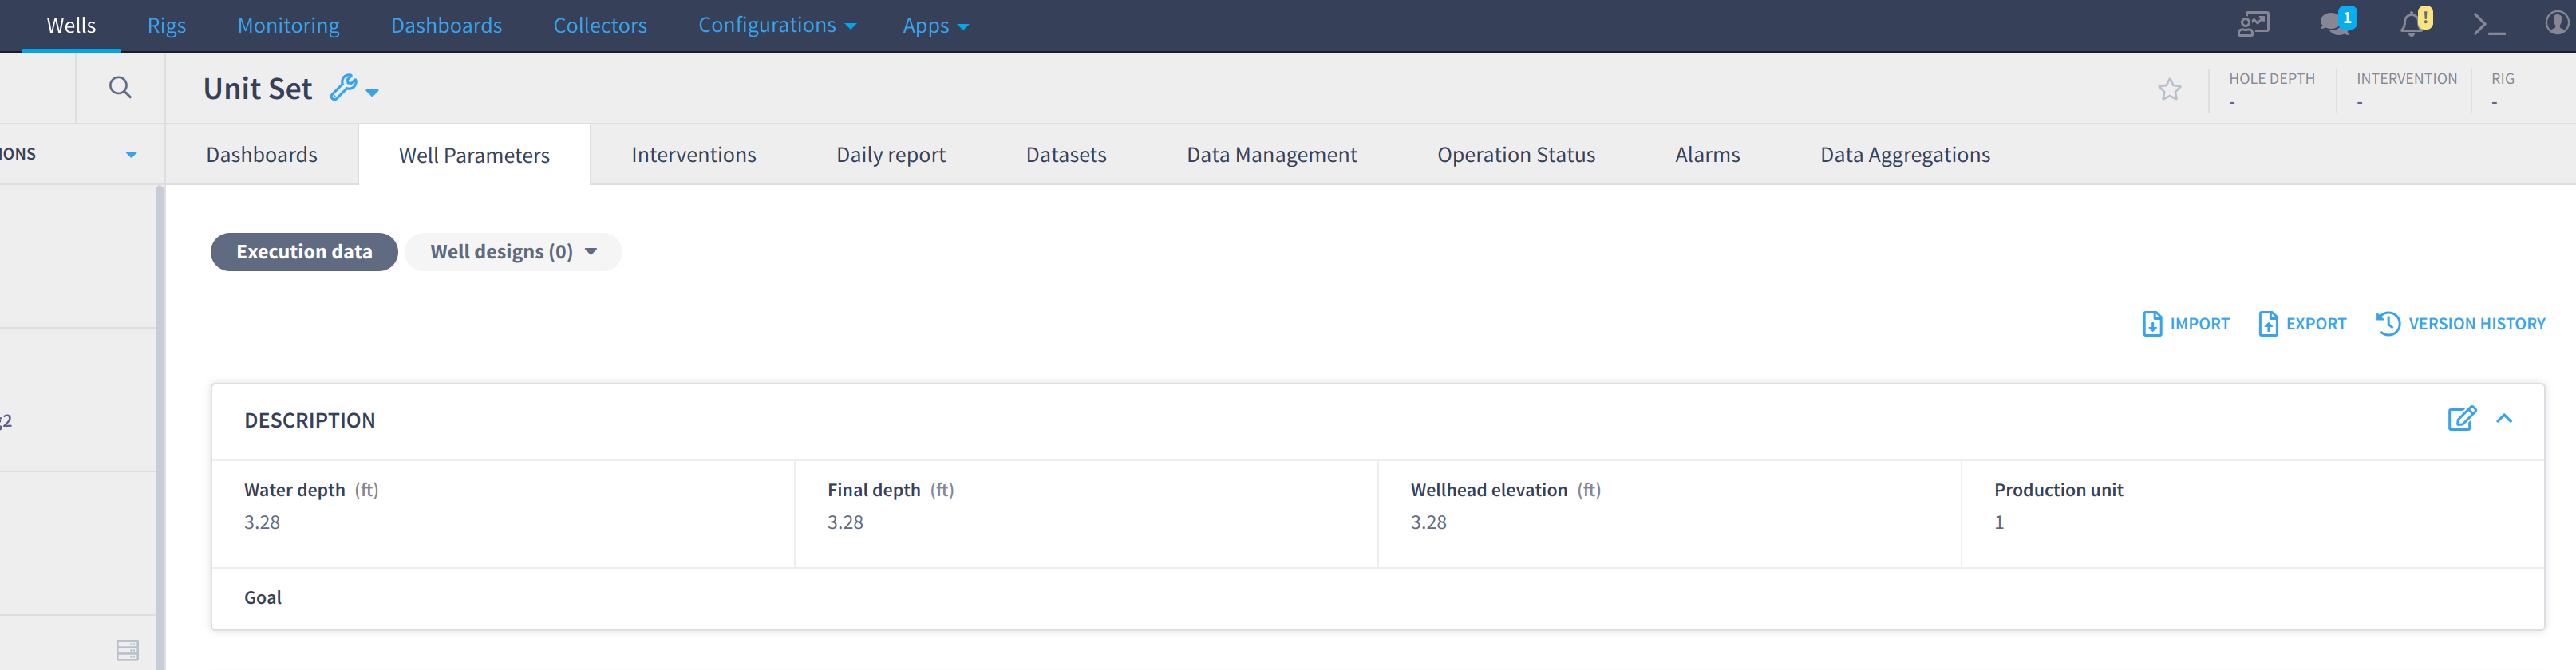 Wells Rigs Monitoring Dashboards Collectors Configurations Apps 1 !
Unit Set
HOLE DEPTH INTERVENTION RIG
- - -
IONS
Dashboards Well Parameters Interventions Daily report Datasets Data Management Operation Status Alarms Data Aggregations
Execution data Well designs (0)
IMPORT EXPORT VERSION HISTORY
DESCRIPTION
g2
Water depth (ft) Final depth (ft) Wellhead elevation (ft) Production unit
3.28 3.28 3.28 1
Goal